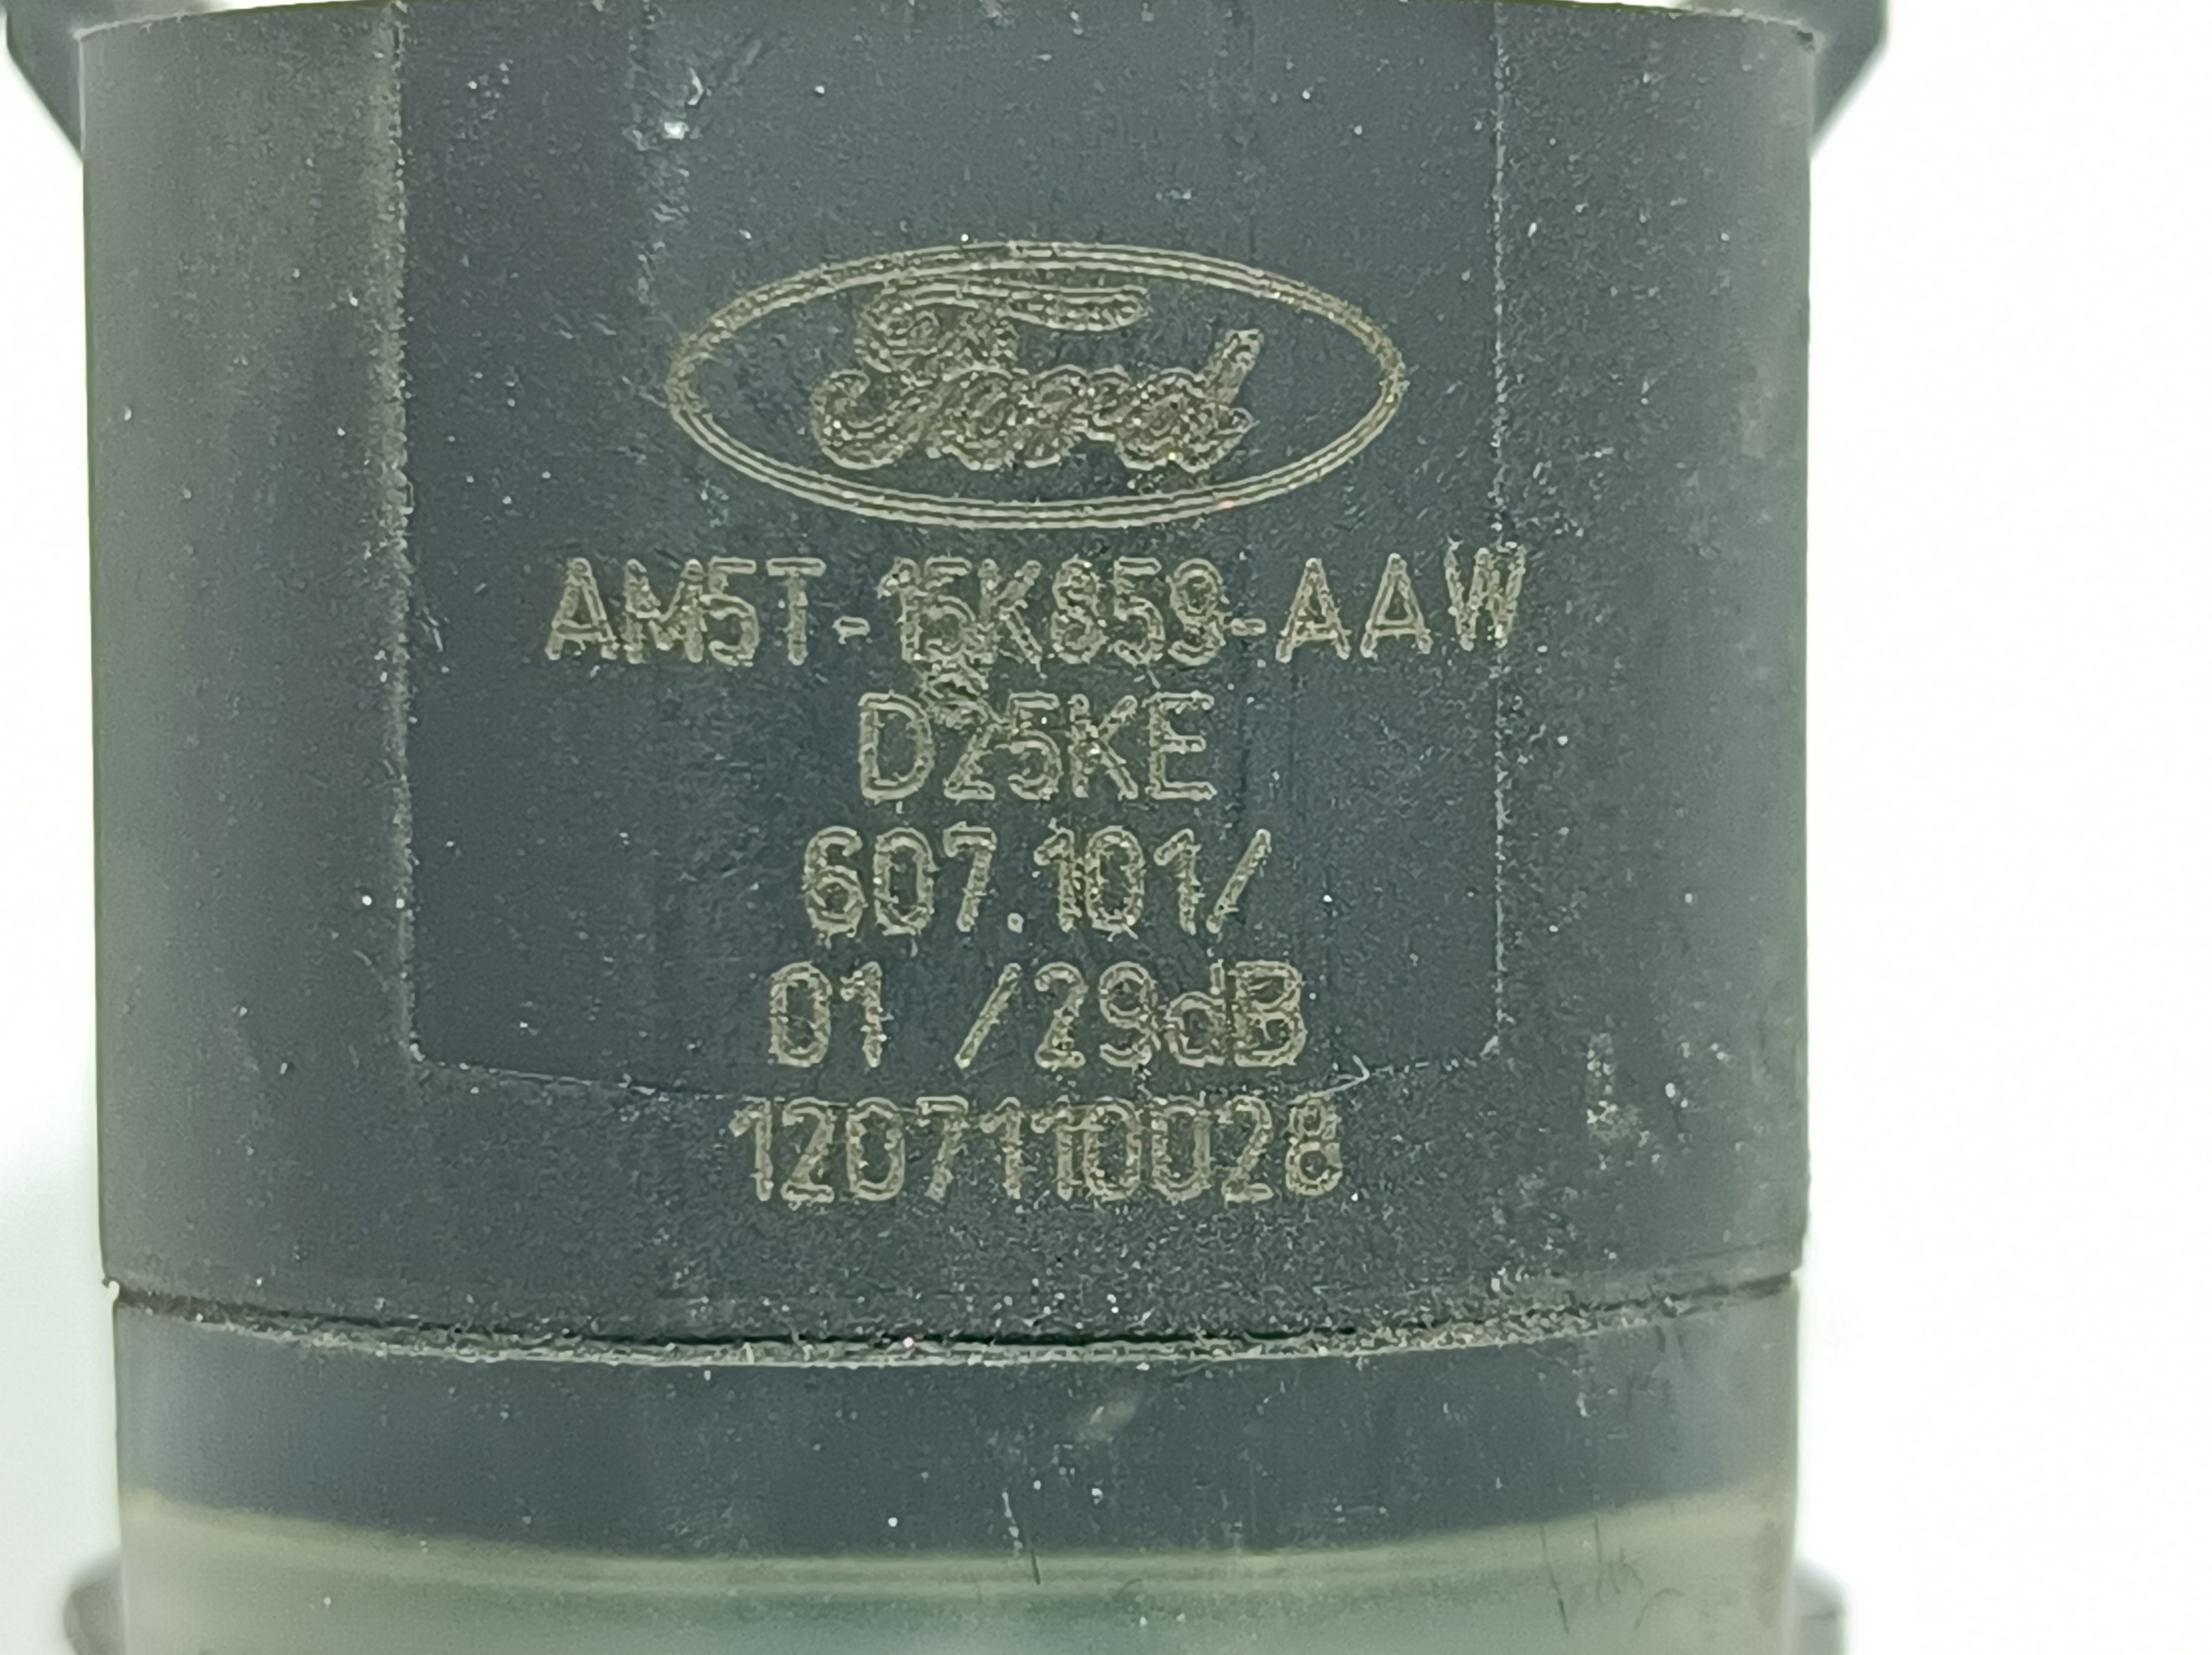 Ford
AM5T-15K859-AAW
D25KE
607.101/
01 /29dB
1207110028